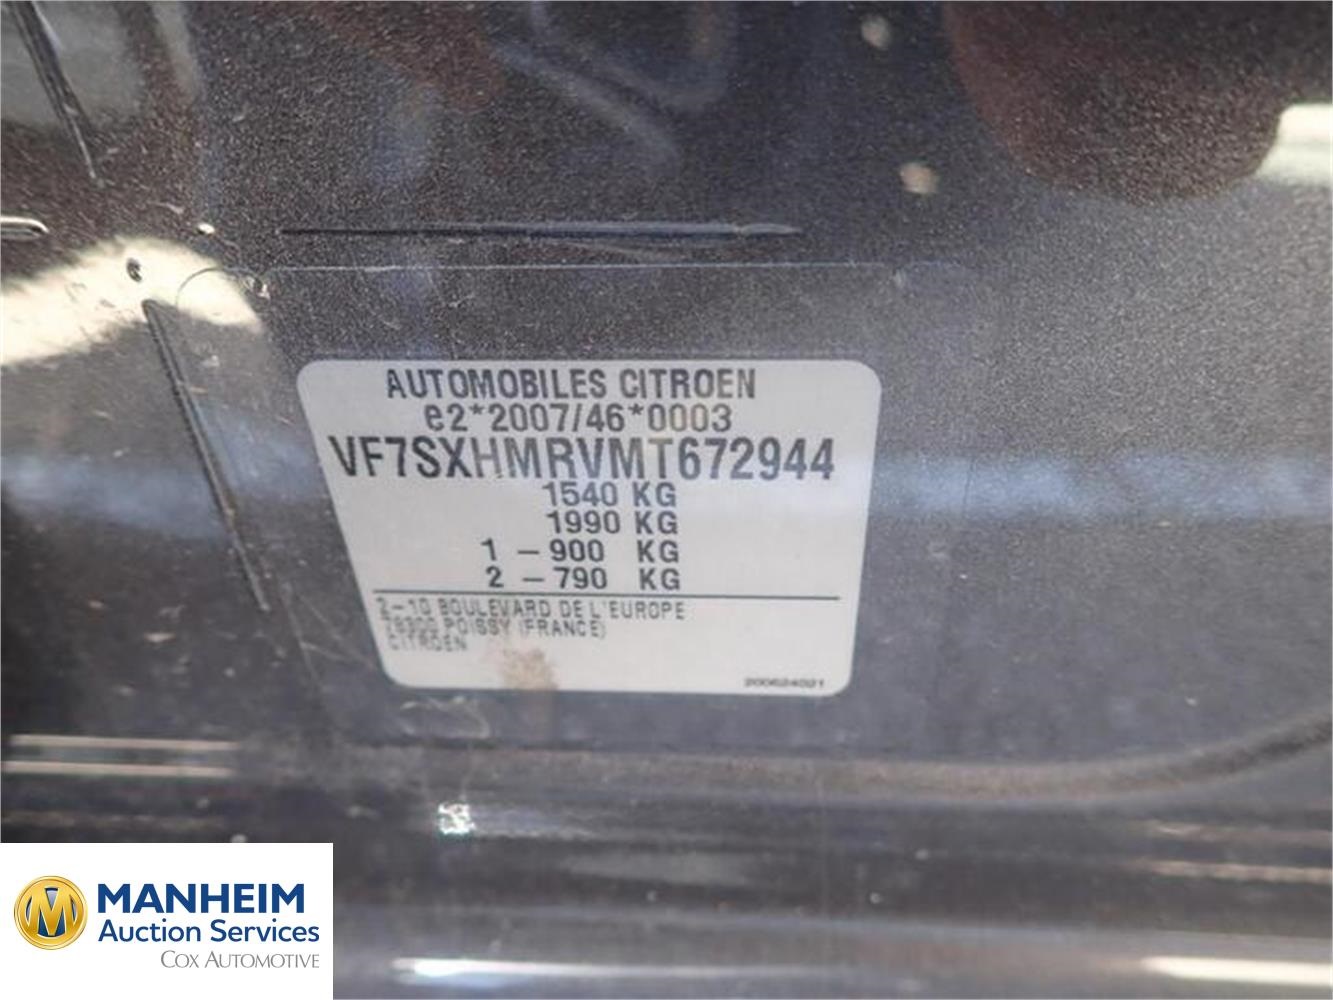 AUTOMOBILES CITROEN
e2*2007/46*0003
VF7SXHMRVMT672944
1540 KG
1990 KG
1 - 900 KG
2 - 790 KG
2-10 BOULEVARD DE L'EUROPE
78300 POISSY (FRANCE)
CITROEN
200624021
MANHEIM
Auction Services
COX AUTOMOTIVE